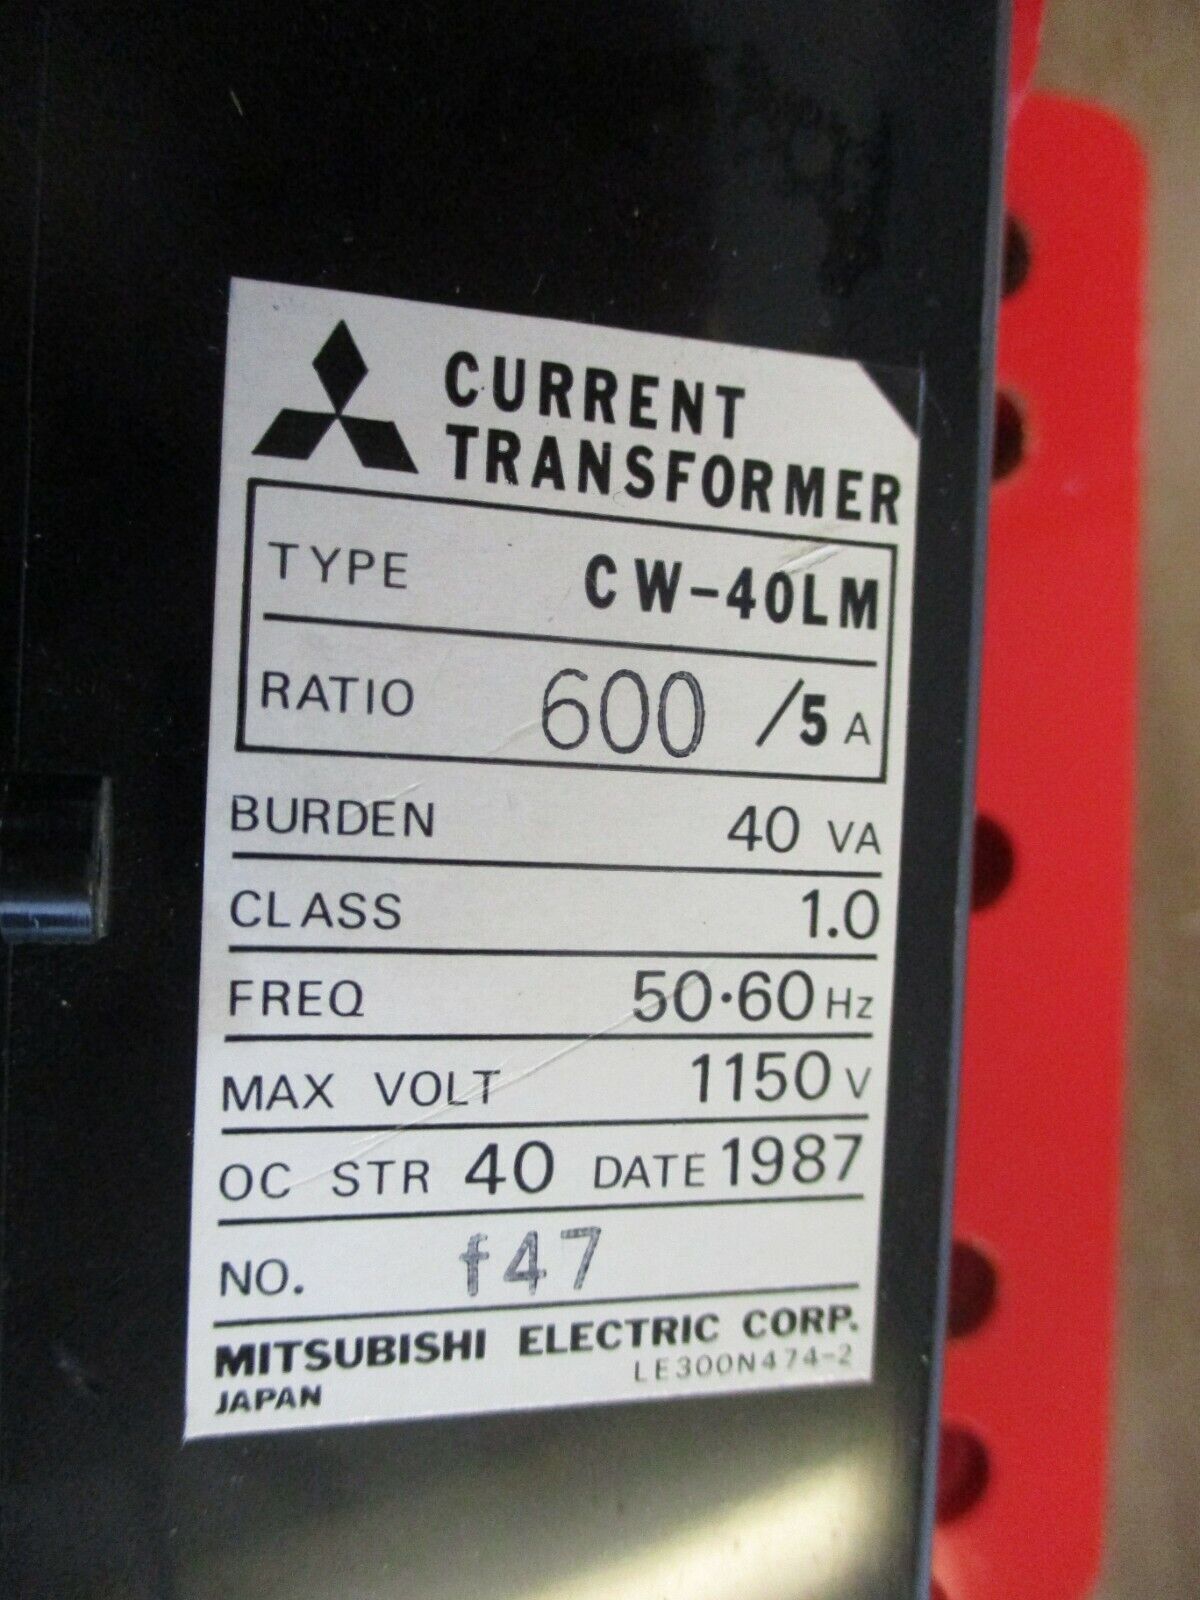 CURRENT
TRANSFORMER
TYPE CW-40LM
RATIO 600 /5 A
BURDEN 40 VA
CLASS 1.0
FREQ 50·60 Hz
MAX VOLT 1150 V
OC STR 40 DATE 1987
NO. f47
MITSUBISHI ELECTRIC CORP.
JAPAN LE300N474-2